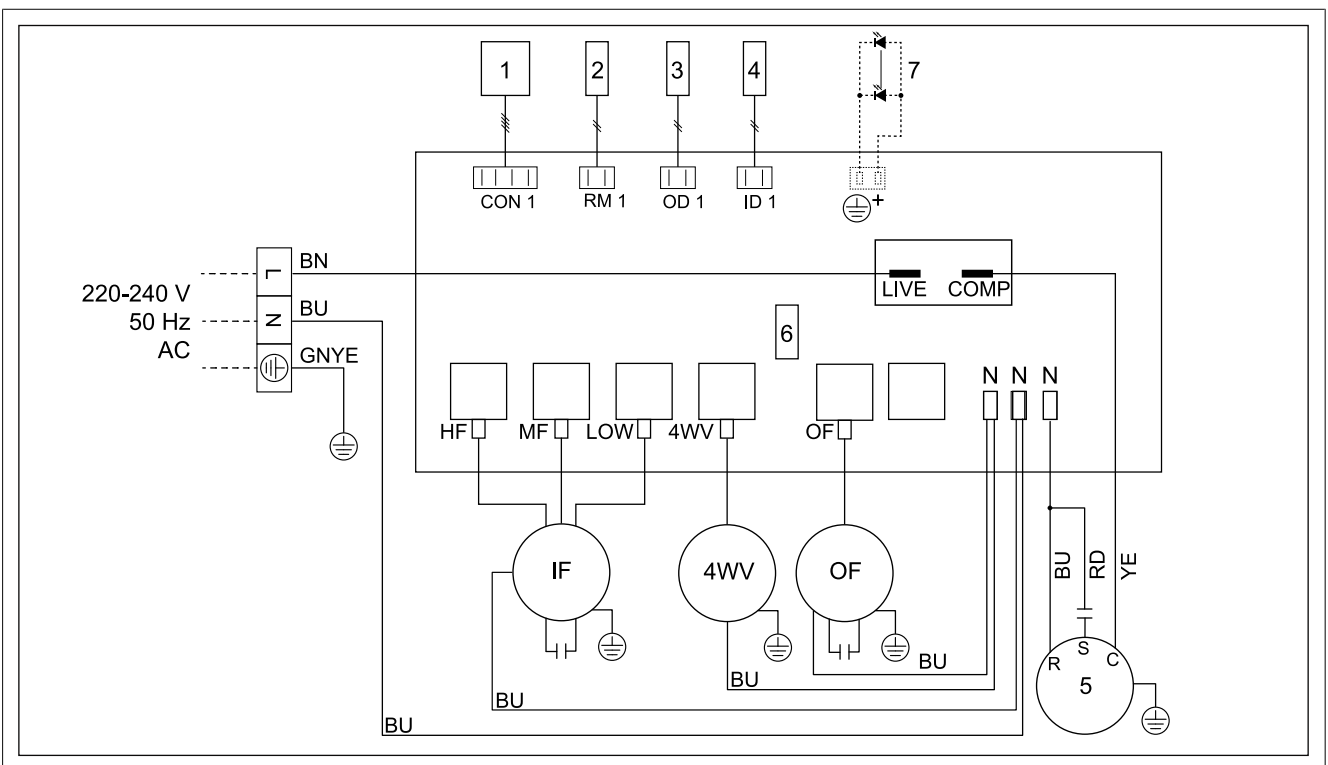 1
2
3
4
7
CON 1
RM 1
OD 1
ID 1
+
220-240 V
50 Hz
AC
L
N
BN
BU
GNYE
LIVE
COMP
6
HF
MF
LOW
4WV
OF
N N N
IF
4WV
OF
BU
RD
YE
R
S
C
5
BU
BU
BU
BU